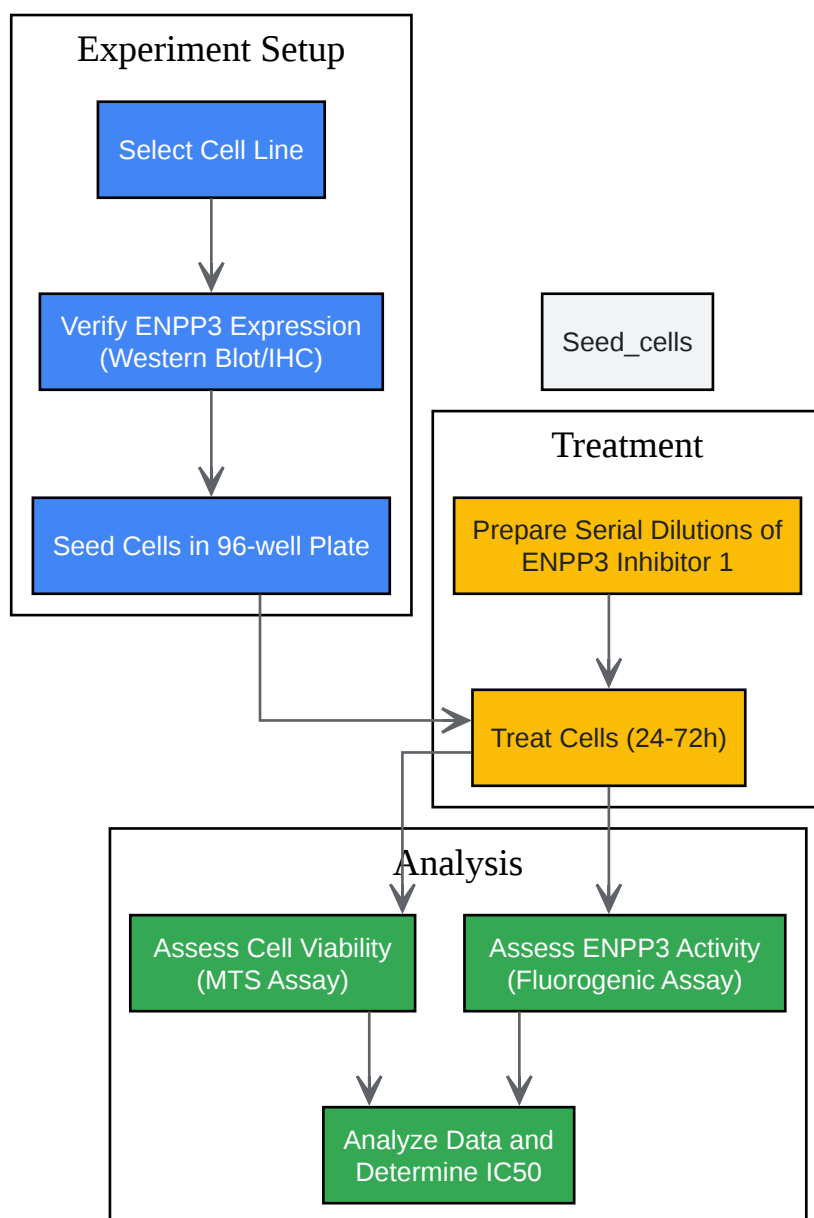 Experiment Setup
Select Cell Line
Verify ENPP3 Expression
(Western Blot/IHC)
Seed Cells in 96-well Plate
Seed_cells
Treatment
Prepare Serial Dilutions of
ENPP3 Inhibitor 1
Treat Cells (24-72h)
Analysis
Assess Cell Viability
(MTS Assay)
Assess ENPP3 Activity
(Fluorogenic Assay)
Analyze Data and
Determine IC50